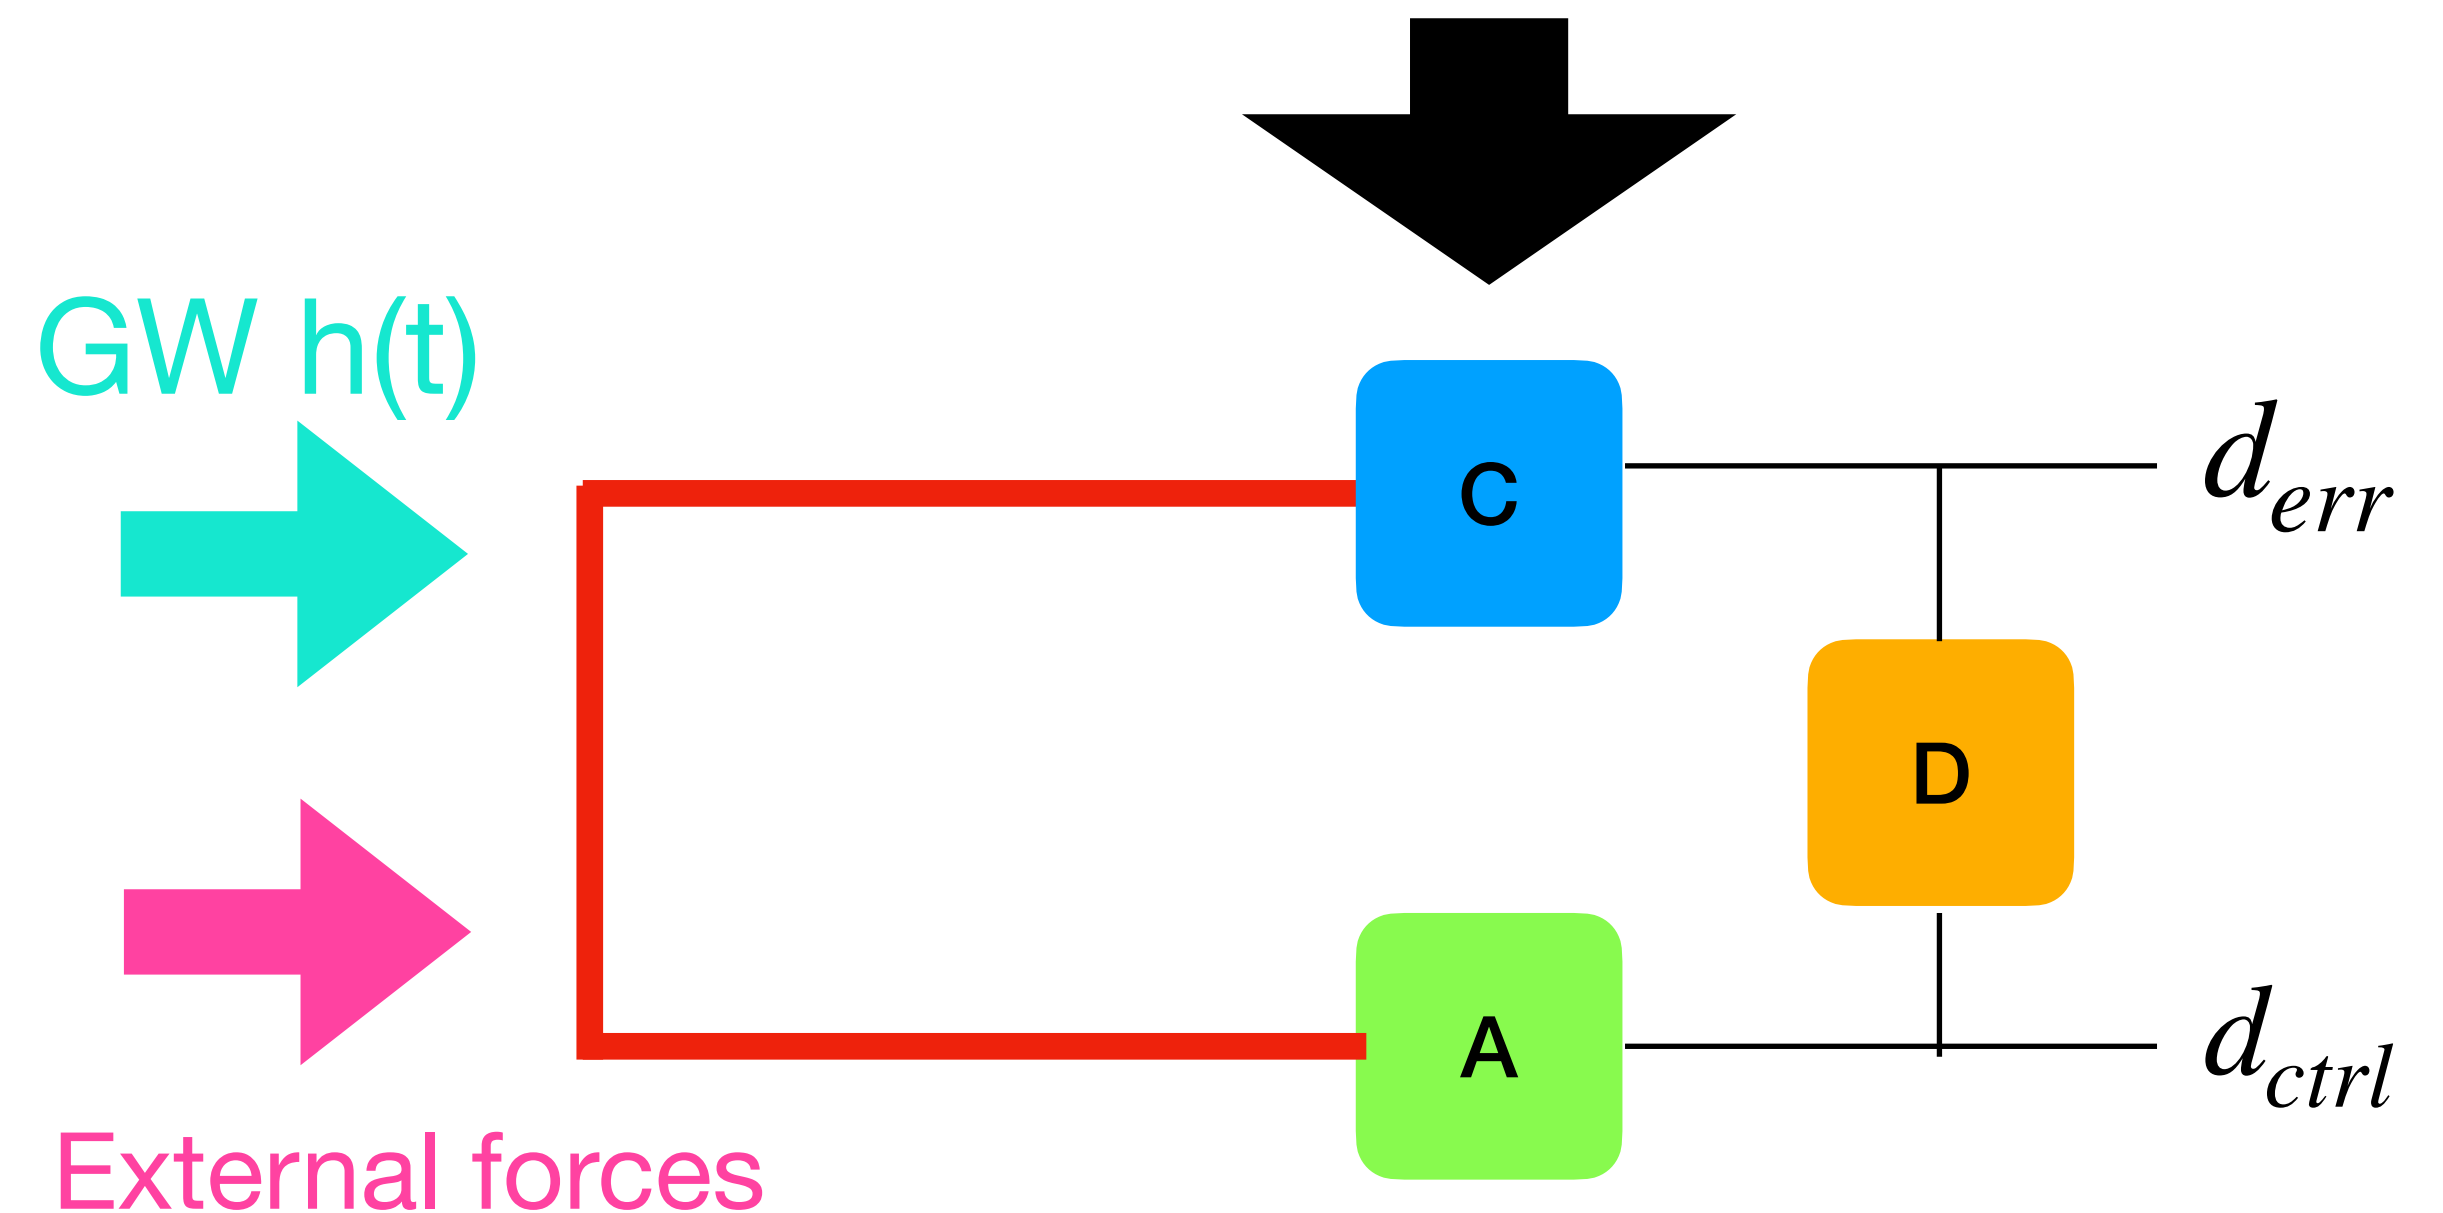 GW h(t)
C
d_err
D
A
d_ctrl
External forces